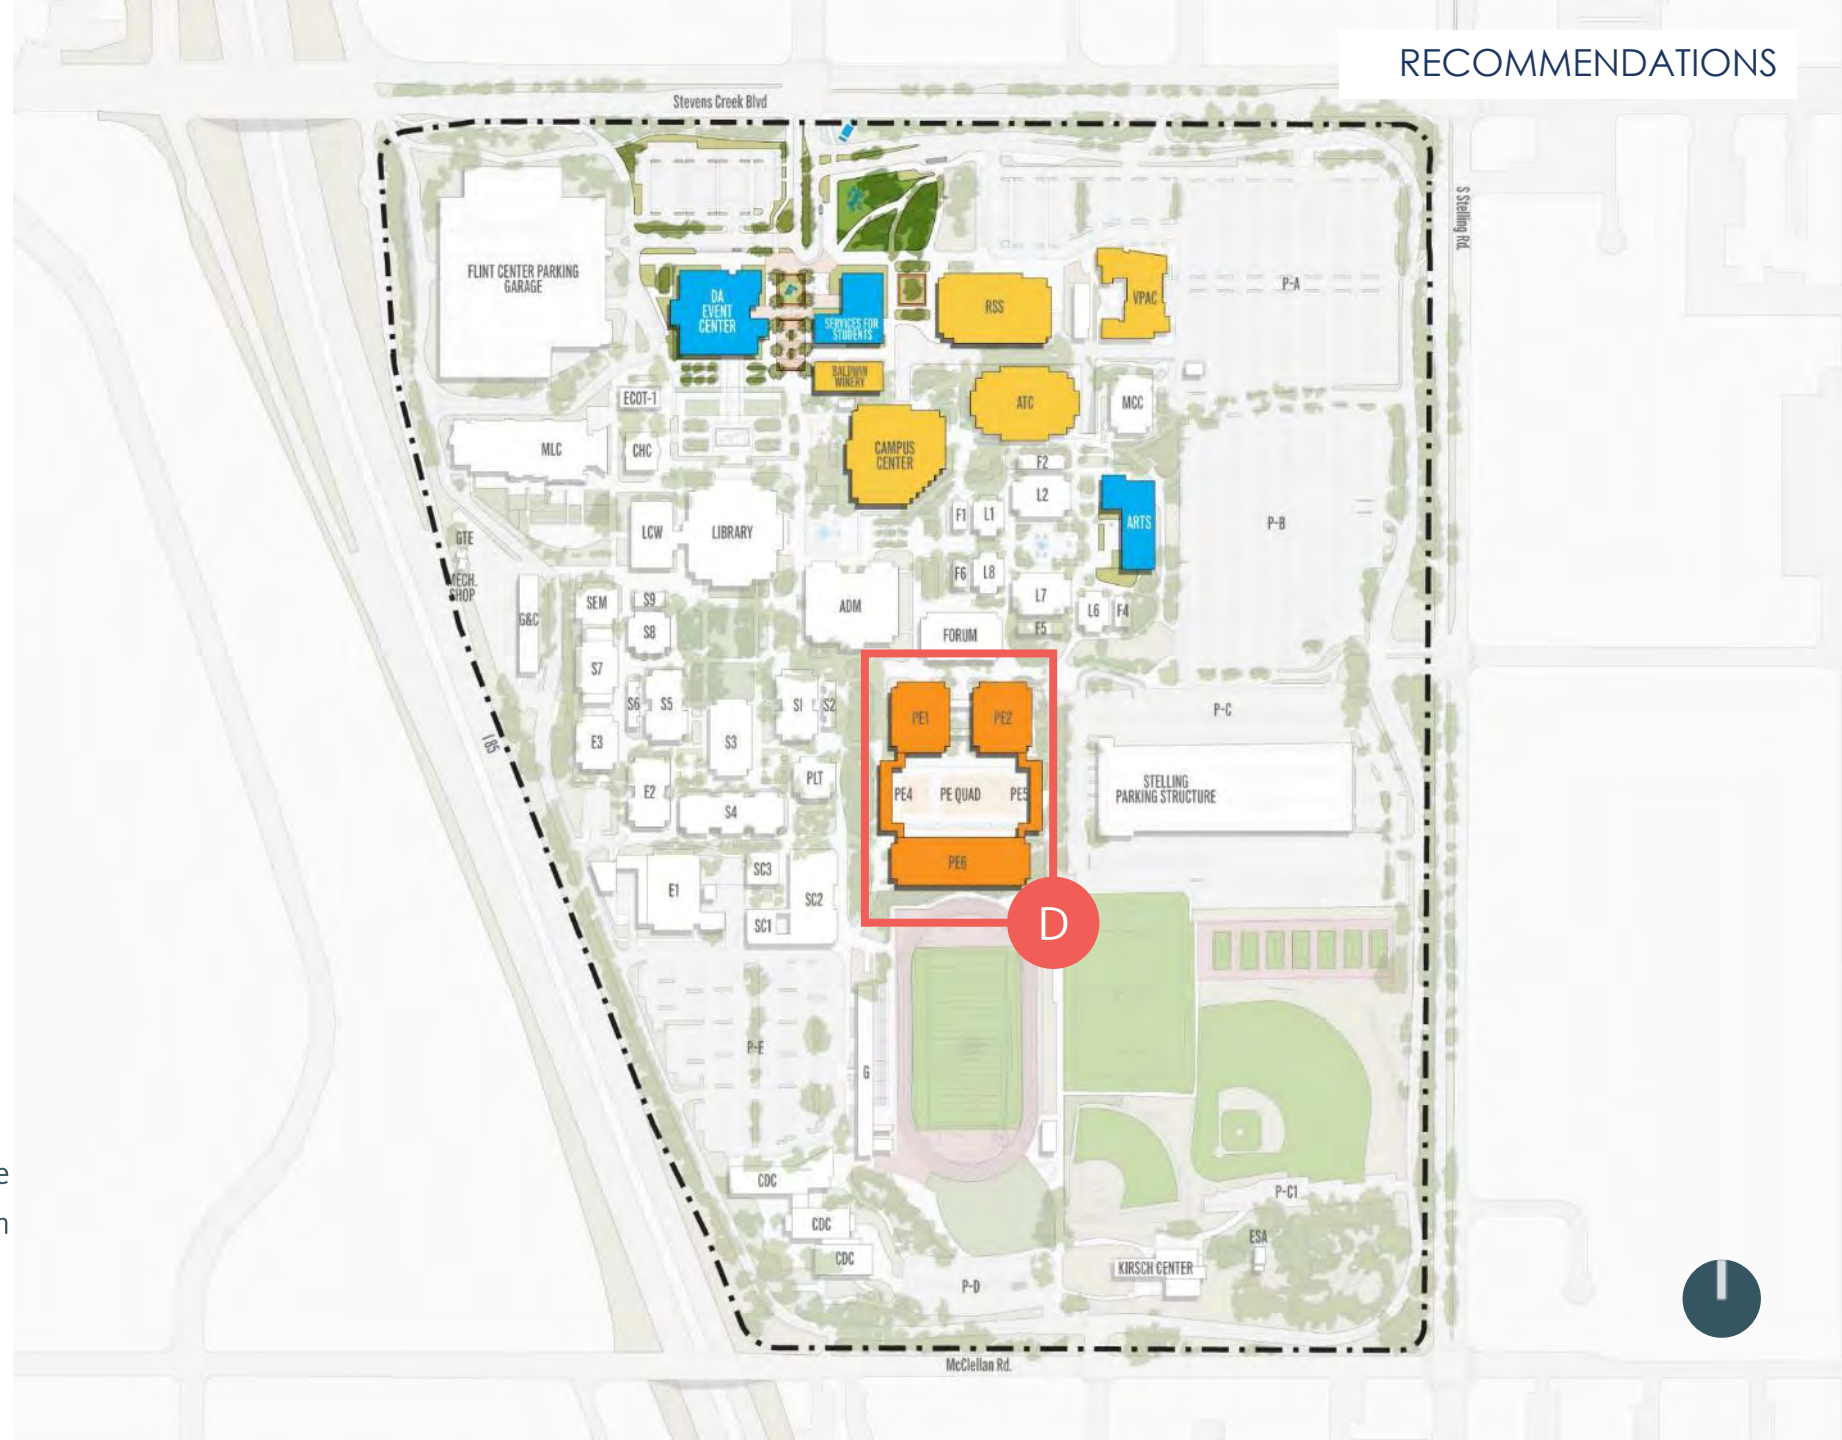 RECOMMENDATIONS
Stevens Creek Blvd
S Stelling Rd.
FLINT CENTER PARKING
GARAGE
DA
EVENT
CENTER
SERVICES FOR
STUDENTS
RSS
VPAC
P-A
BALDWIN
WINERY
ECOT-1
ATC
MCC
MLC
CHC
CAMPUS
CENTER
F2
L2
LCW
LIBRARY
F1
L1
ARTS
P-B
GTE
MECH.
SHOP
F6
L8
G&C
SEM
S9
S8
ADM
L7
L6
F4
FORUM
F5
S7
S6
S5
S1
S2
PE1
PE2
P-C
I 85
E3
S3
PLT
E2
S4
PE4
PE QUAD
PE5
STELLING
PARKING STRUCTURE
PE6
E1
SC3
SC2
SC1
D
P-E
G
CDC
CDC
CDC
P-C1
ESA
KIRSCH CENTER
P-D
McClellan Rd.
e
n